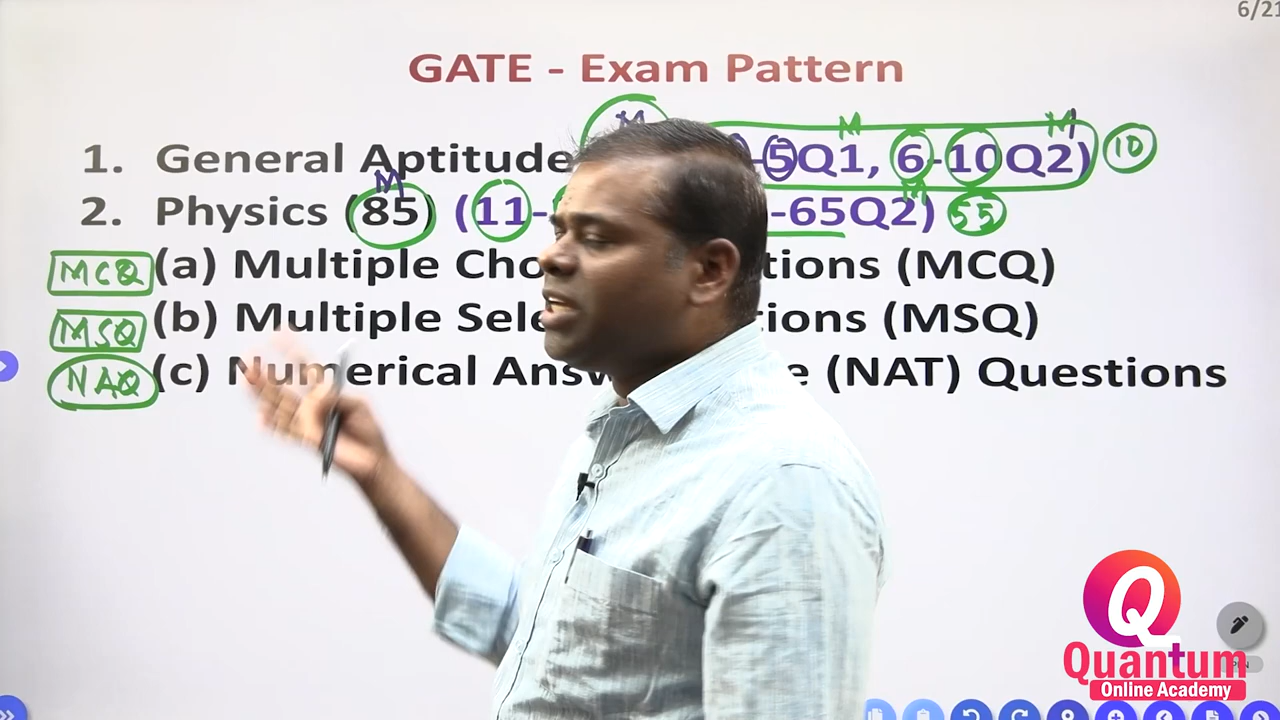 6/21
GATE - Exam Pattern
M M M
1. General Aptitude 5Q1, 6-10Q2) 10
M M
2. Physics (85) (11- -65Q2) 55
MCQ (a) Multiple Cho tions (MCQ)
MSQ (b) Multiple Sele ions (MSQ)
NAQ (c) Numerical Answ e (NAT) Questions
Q
Quantum
Online Academy